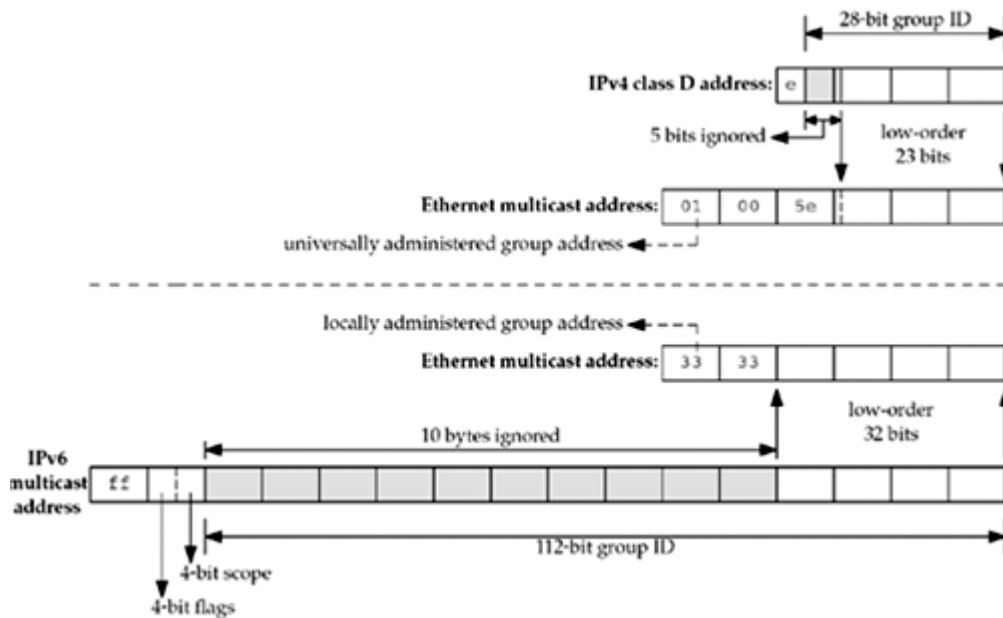 28-bit group ID
IPv4 class D address: e
5 bits ignored
low-order
23 bits
Ethernet multicast address: 01 00 5e
universally administered group address
locally administered group address
Ethernet multicast address: 33 33
low-order
32 bits
10 bytes ignored
IPv6
multicast
address
ff
112-bit group ID
4-bit scope
4-bit flags